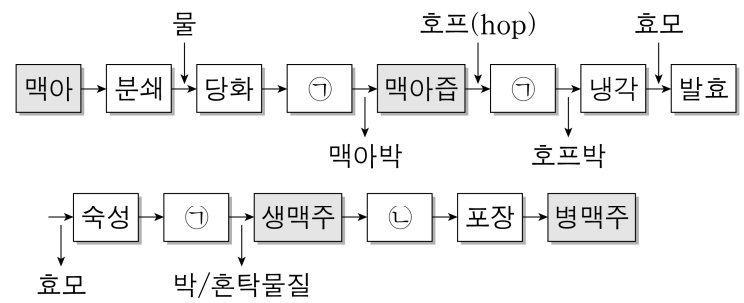 물 호프(hop) 효모
맥아 분쇄 당화 ㉠ 맥아즙 ㉠ 냉각 발효
맥아박 호프박
숙성 ㉠ 생맥주 ㉡ 포장 병맥주
효모 박/혼탁물질